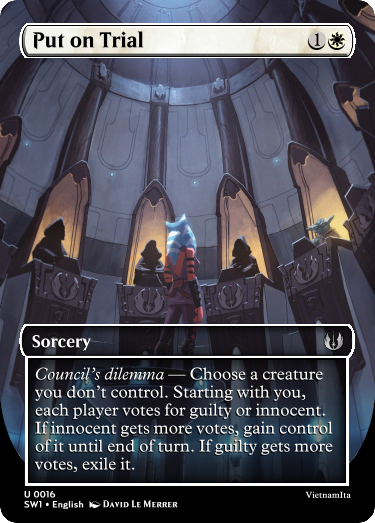 Put on Trial 1
Sorcery
Council's dilemma — Choose a creature
you don't control. Starting with you,
each player votes for guilty or innocent.
If innocent gets more votes, gain control
of it until end of turn. If guilty gets more
votes, exile it.
U 0016
SW1 • English DAVID LE MERRER VietnamIta